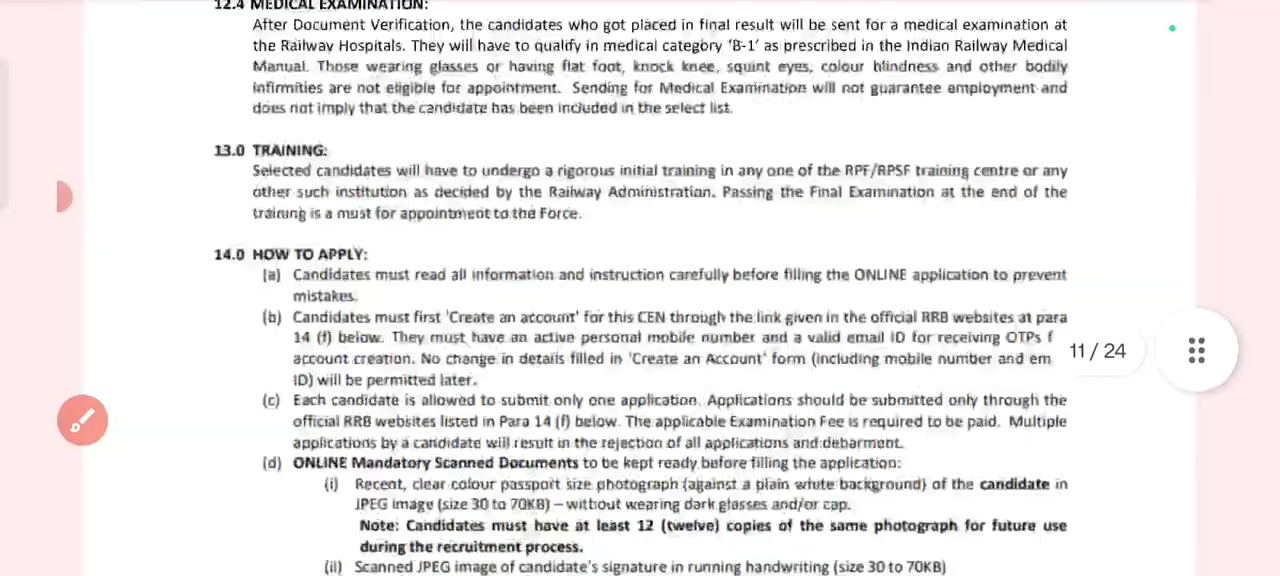 12.4 MEDICAL EXAMINATION:
After Document Verification, the candidates who got placed in final result will be sent for a medical examination at
the Railway Hospitals. They will have to qualify in medical category ‘B-1’ as prescribed in the Indian Railway Medical
Manual. Those wearing glasses or having flat foot, knock knee, squint eyes, colour blindness and other bodily
infirmities are not eligible for appointment. Sending for Medical Examination will not guarantee employment and
does not imply that the candidate has been included in the select list.
13.0 TRAINING:
Selected candidates will have to undergo a rigorous initial training in any one of the RPF/RPSF training centre or any
other such institution as decided by the Railway Administration. Passing the Final Examination at the end of the
training is a must for appointment to the Force.
14.0 HOW TO APPLY:
(a) Candidates must read all information and instruction carefully before filling the ONLINE application to prevent
mistakes.
(b) Candidates must first 'Create an account' for this CEN through the link given in the official RRB websites at para
14 (f) below. They must have an active personal mobile number and a valid email ID for receiving OTPs f
account creation. No change in details filled in 'Create an Account' form (including mobile number and em
ID) will be permitted later.
11 / 24
(c) Each candidate is allowed to submit only one application. Applications should be submitted only through the
official RRB websites listed in Para 14 (f) below. The applicable Examination Fee is required to be paid. Multiple
applications by a candidate will result in the rejection of all applications and debarment.
(d) ONLINE Mandatory Scanned Documents to be kept ready before filling the application:
(i) Recent, clear colour passport size photograph (against a plain white background) of the candidate in
JPEG image (size 30 to 70KB) – without wearing dark glasses and/or cap.
Note: Candidates must have at least 12 (twelve) copies of the same photograph for future use
during the recruitment process.
(ii) Scanned JPEG image of candidate's signature in running handwriting (size 30 to 70KB)